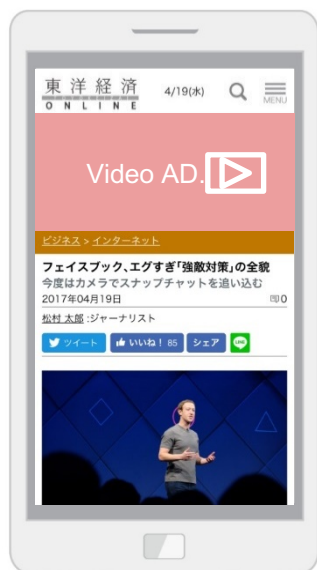 東洋経済
ONLINE
4/19(水)
MENU
Video AD.
ビジネス > インターネット
フェイスブック、エグすぎ「強敵対策」の全貌
今度はカメラでスナップチャットを追い込む
2017年04月19日
0
松村 太郎 :ジャーナリスト
ツイート
いいね! 85
シェア
LINE